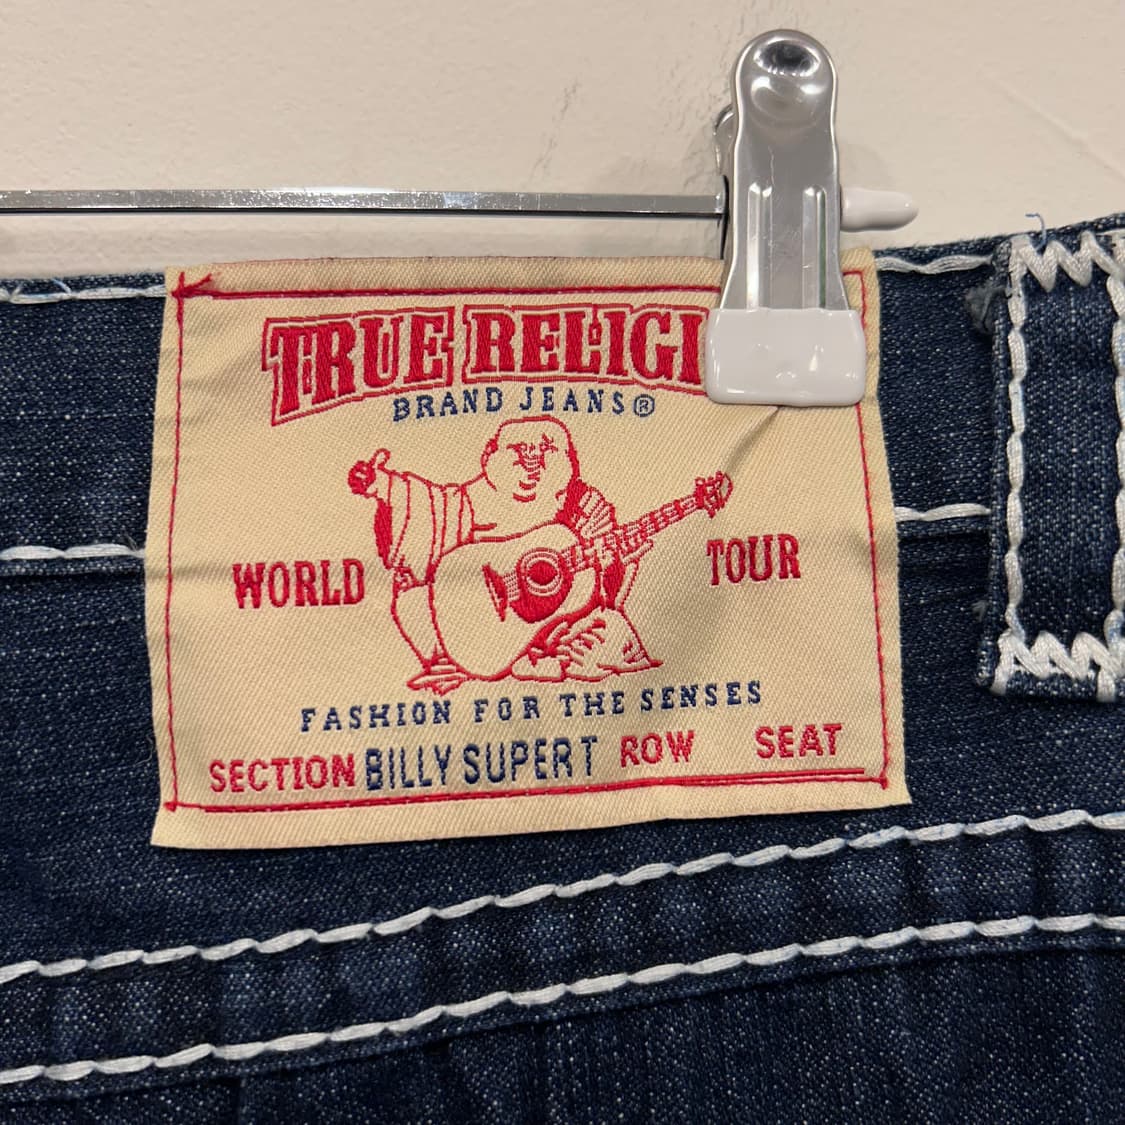 TRUE RELIGI
BRAND JEANS®
WORLD TOUR
FASHION FOR THE SENSES
SECTION BILLY SUPER T ROW SEAT